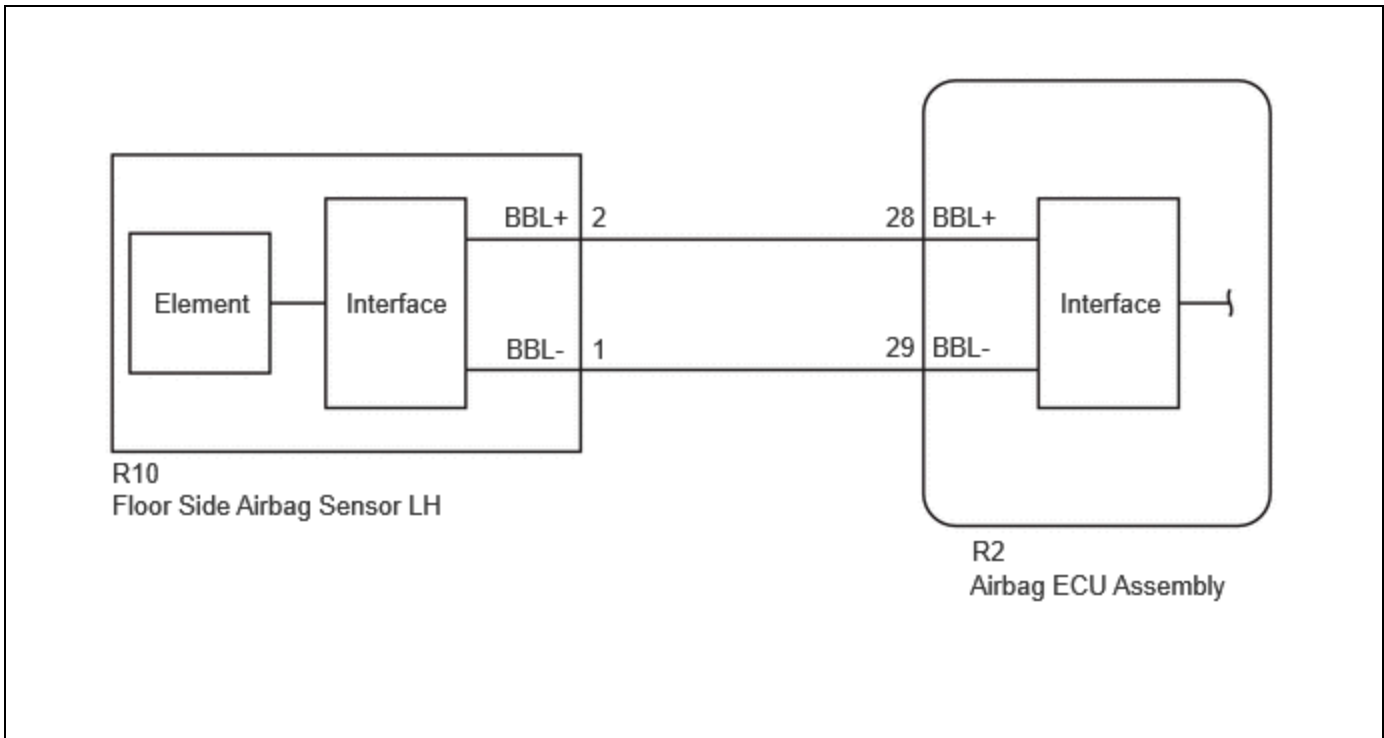 BBL+ 2
28 BBL+
Element
Interface
Interface
BBL- 1
29 BBL-
R10
Floor Side Airbag Sensor LH
R2
Airbag ECU Assembly